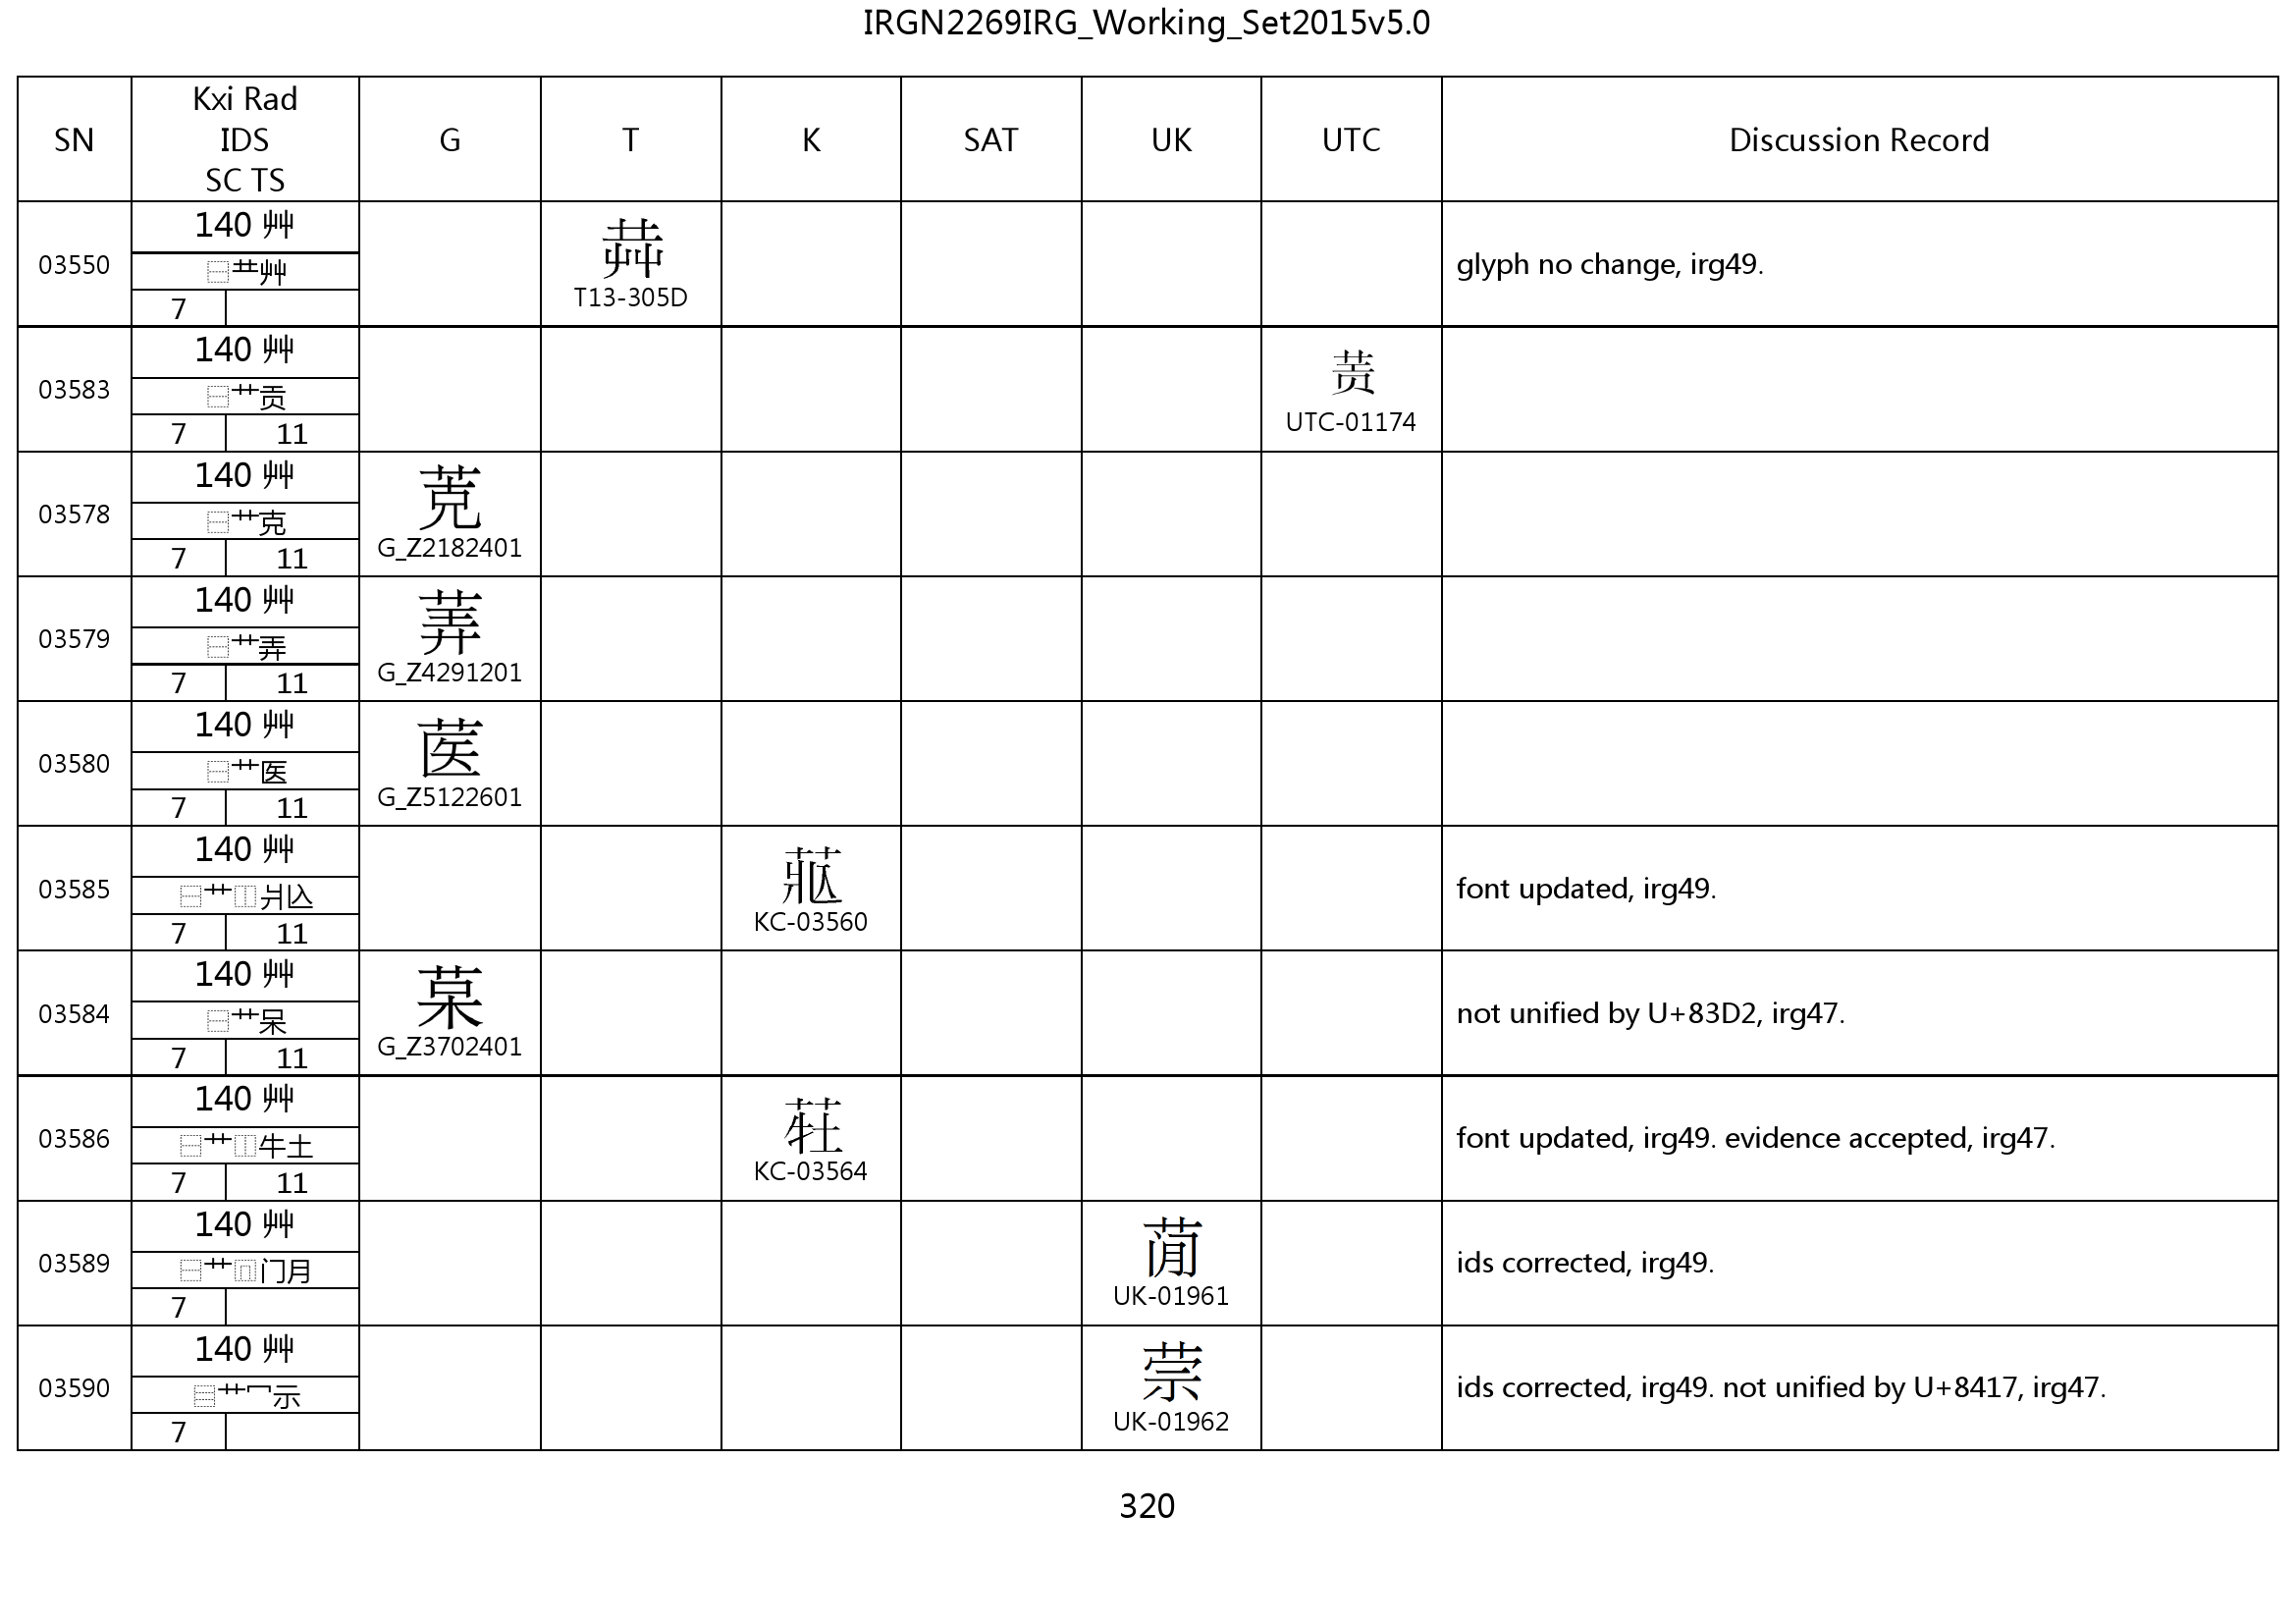 IRGN2269IRG_Working_Set2015v5.0
SN
Kxi Rad
IDS
SC TS
G
T
K
SAT
UK
UTC
Discussion Record
03550
140 艸
⿱艹艸
7
T13-305D
glyph no change, irg49.
03583
140 艸
⿱艹贡
7 11
UTC-01174
03578
140 艸
⿱艹克
7 11
G_Z2182401
03579
140 艸
⿱艹弄
7 11
G_Z4291201
03580
140 艸
⿱艹医
7 11
G_Z5122601
03585
140 艸
⿱艹⿰爿㔺
7 11
KC-03560
font updated, irg49.
03584
140 艸
⿱艹呆
7 11
G_Z3702401
not unified by U+83D2, irg47.
03586
140 艸
⿱艹⿰牛土
7 11
KC-03564
font updated, irg49. evidence accepted, irg47.
03589
140 艸
⿱艹⿵门月
7
UK-01961
ids corrected, irg49.
03590
140 艸
⿳艹冖示
7
UK-01962
ids corrected, irg49. not unified by U+8417, irg47.
320